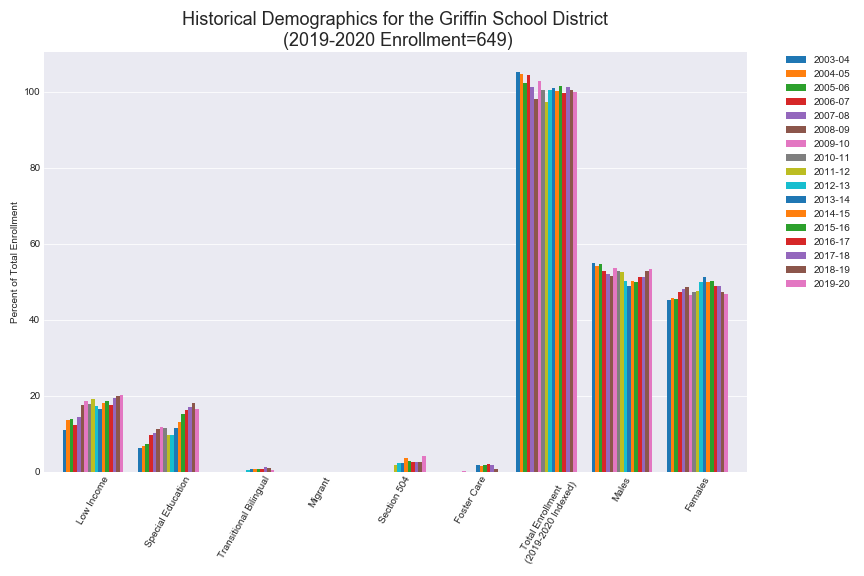 Historical Demographics for the Griffin School District
(2019-2020 Enrollment=649)
Percent of Total Enrollment
100
80
60
40
20
0
Low Income
Special Education
Transitional Bilingual
Migrant
Section 504
Foster Care
Total Enrollment
(2019-2020 Indexed)
Males
Females
2003-04
2004-05
2005-06
2006-07
2007-08
2008-09
2009-10
2010-11
2011-12
2012-13
2013-14
2014-15
2015-16
2016-17
2017-18
2018-19
2019-20